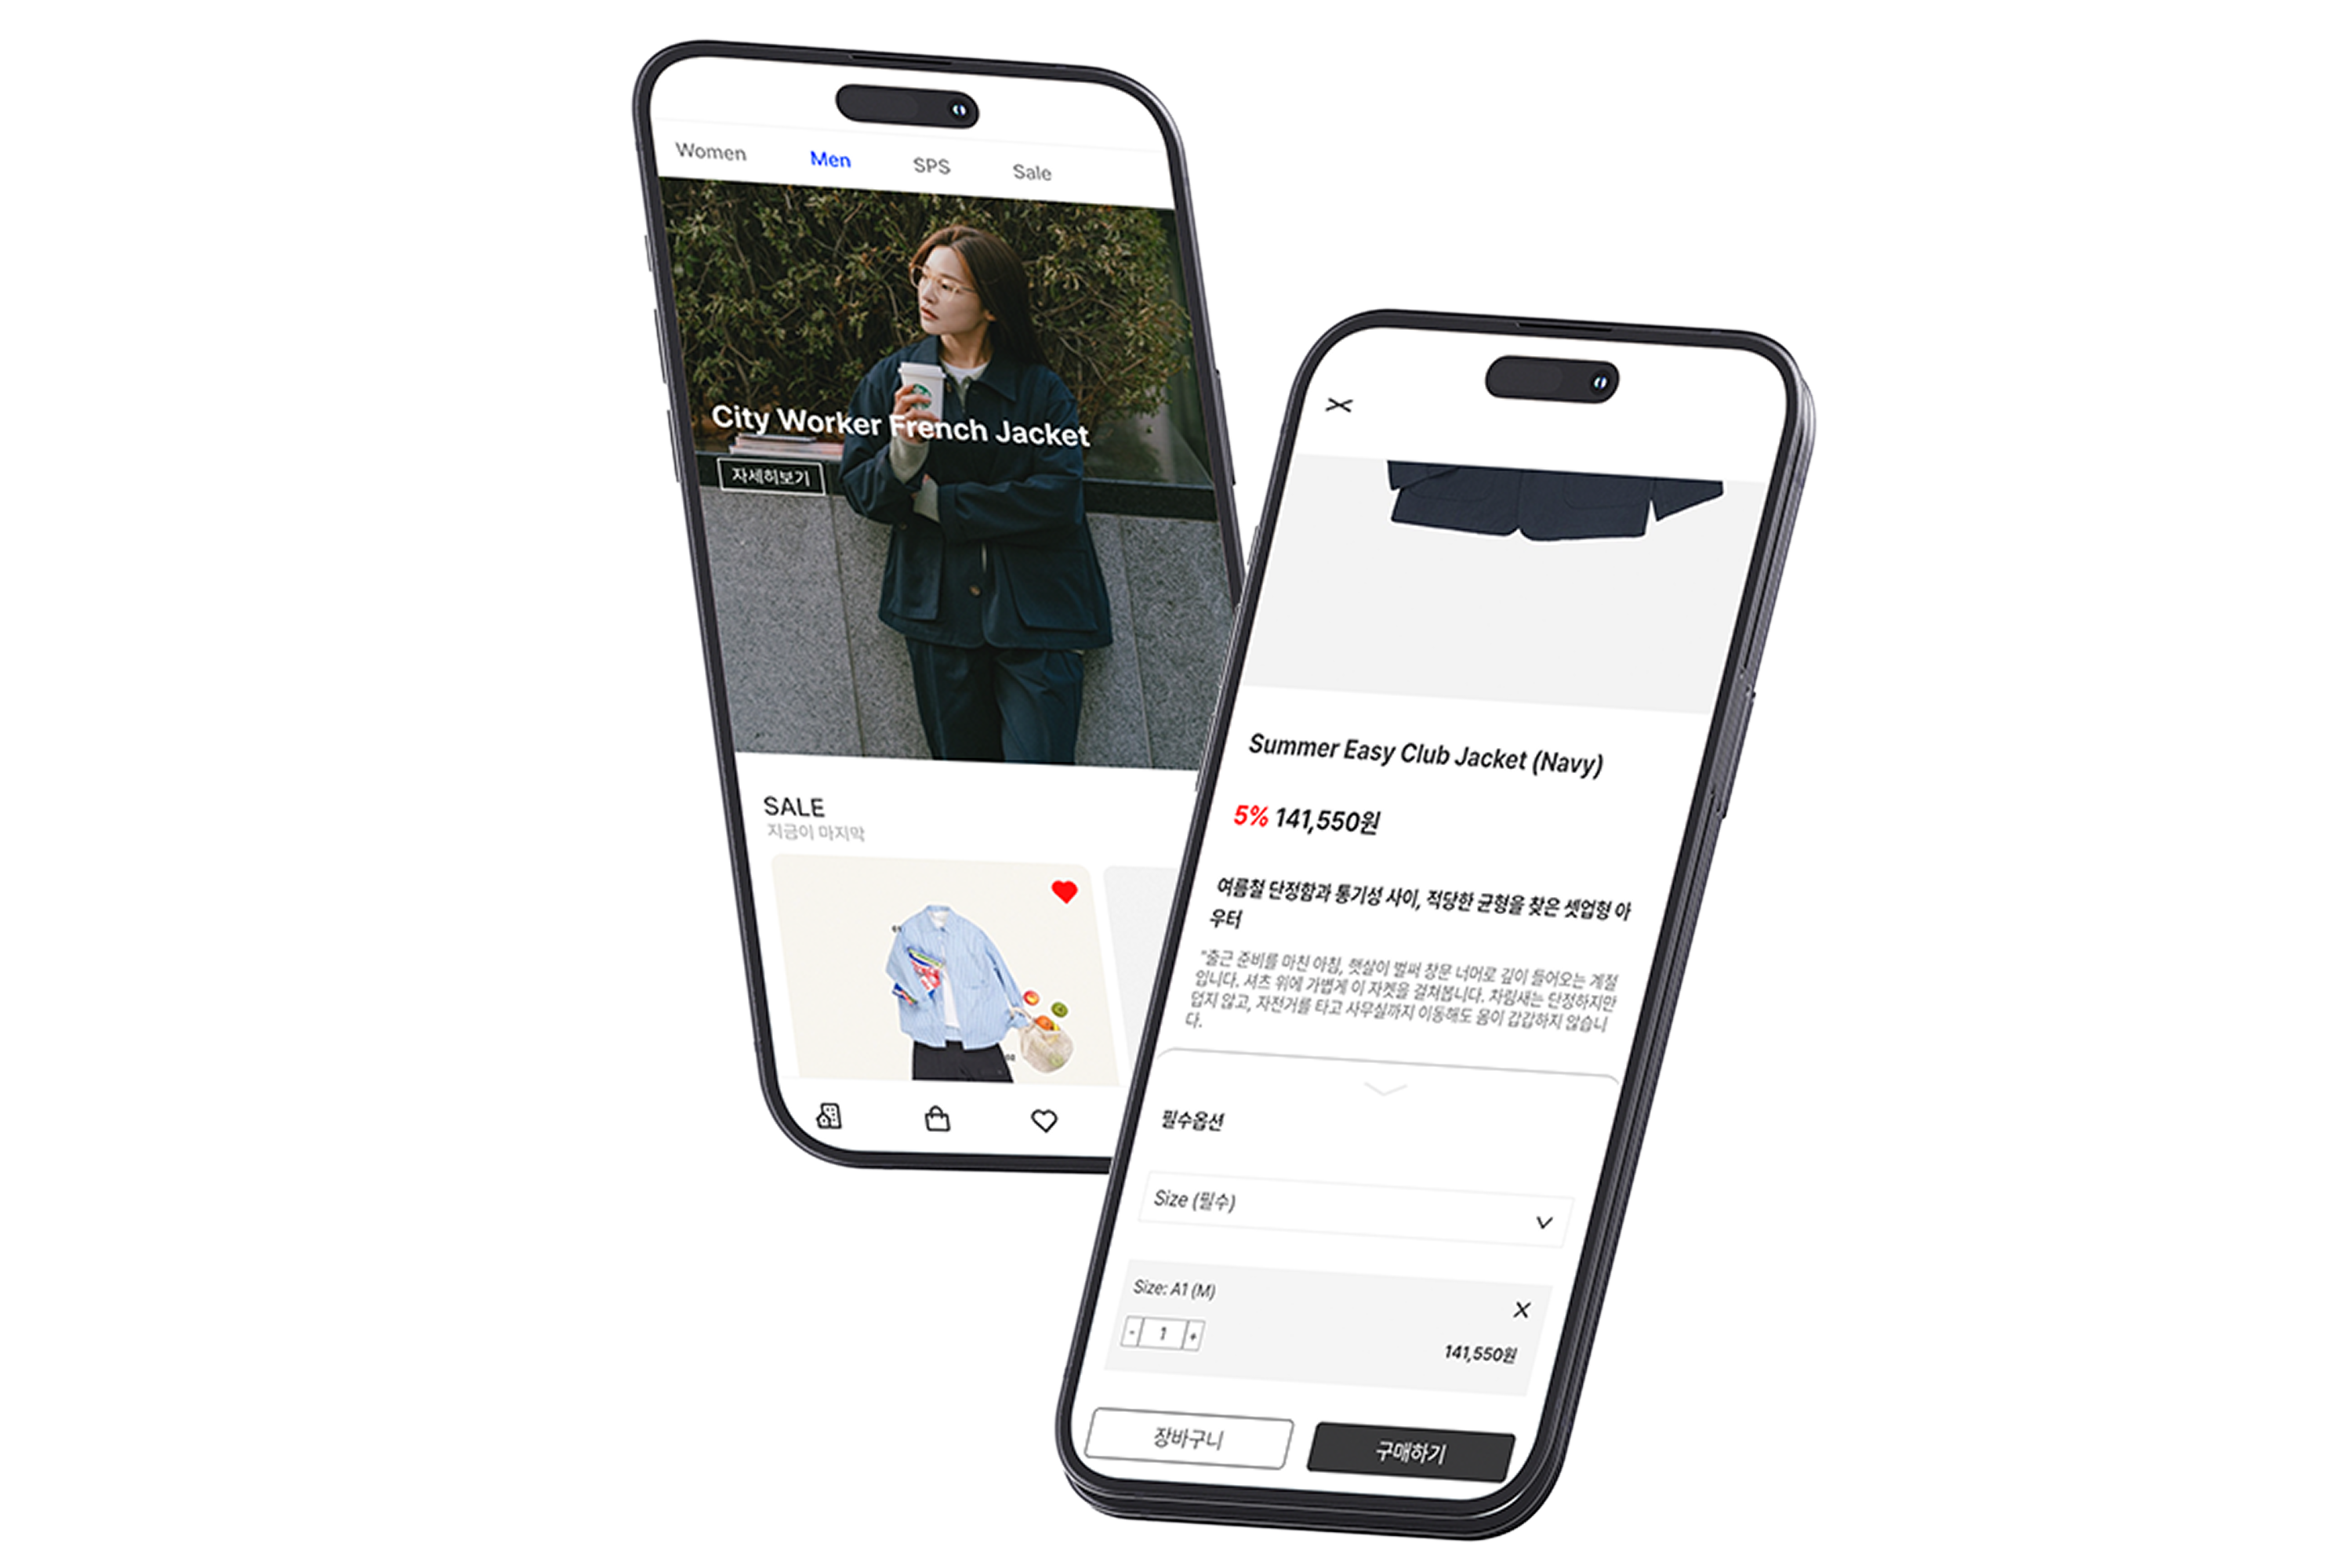 Women Men SPS Sale
City Worker French Jacket
자세히보기
SALE
지금이 마지막
Summer Easy Club Jacket (Navy)
5% 141,550원
여름철 단정함과 통기성 사이, 적당한 균형을 찾은 셋업형 아
우터
"출근 준비를 마친 아침, 햇살이 벌써 창문 너머로 깊이 들어오는 계절
입니다. 셔츠 위에 가볍게 이 자켓을 걸쳐봅니다. 차림새는 단정하지만
덥지 않고, 자전거를 타고 사무실까지 이동해도 몸이 갑갑하지 않습니
다.
필수옵션
Size (필수)
Size: A1 (M)
- 1 +
141,550원
장바구니
구매하기